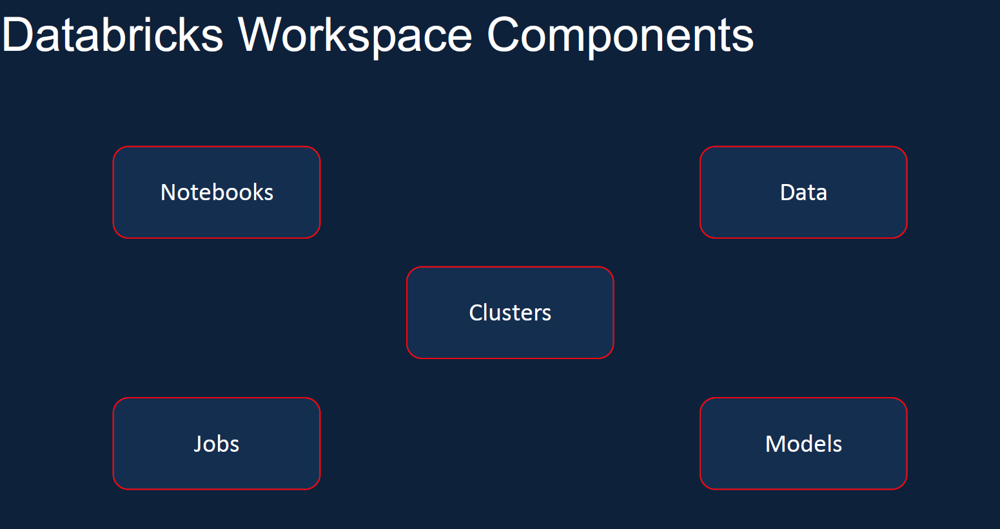 Databricks Workspace Components
Notebooks
Data
Clusters
Jobs
Models